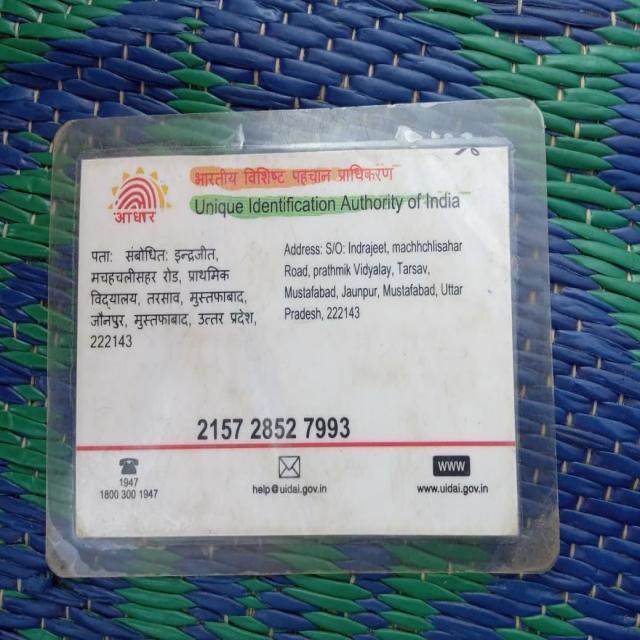 भारतीय विशिष्ट पहचान प्राधिकरण
Unique Identification Authority of India
आधार
पता: संबोधित: इन्द्रजीत,
मचहचलीसहर रोड, प्राथमिक
विद्यालय, तरसाव, मुस्तफाबाद,
जौनपुर, मुस्तफाबाद, उत्तर प्रदेश,
222143
Address: S/O: Indrajeet, machhchlisahar
Road, prathmik Vidyalay, Tarsav,
Mustafabad, Jaunpur, Mustafabad, Uttar
Pradesh, 222143
2157 2852 7993
1947
1800 300 1947
help@uidai.gov.in
www
www.uidai.gov.in